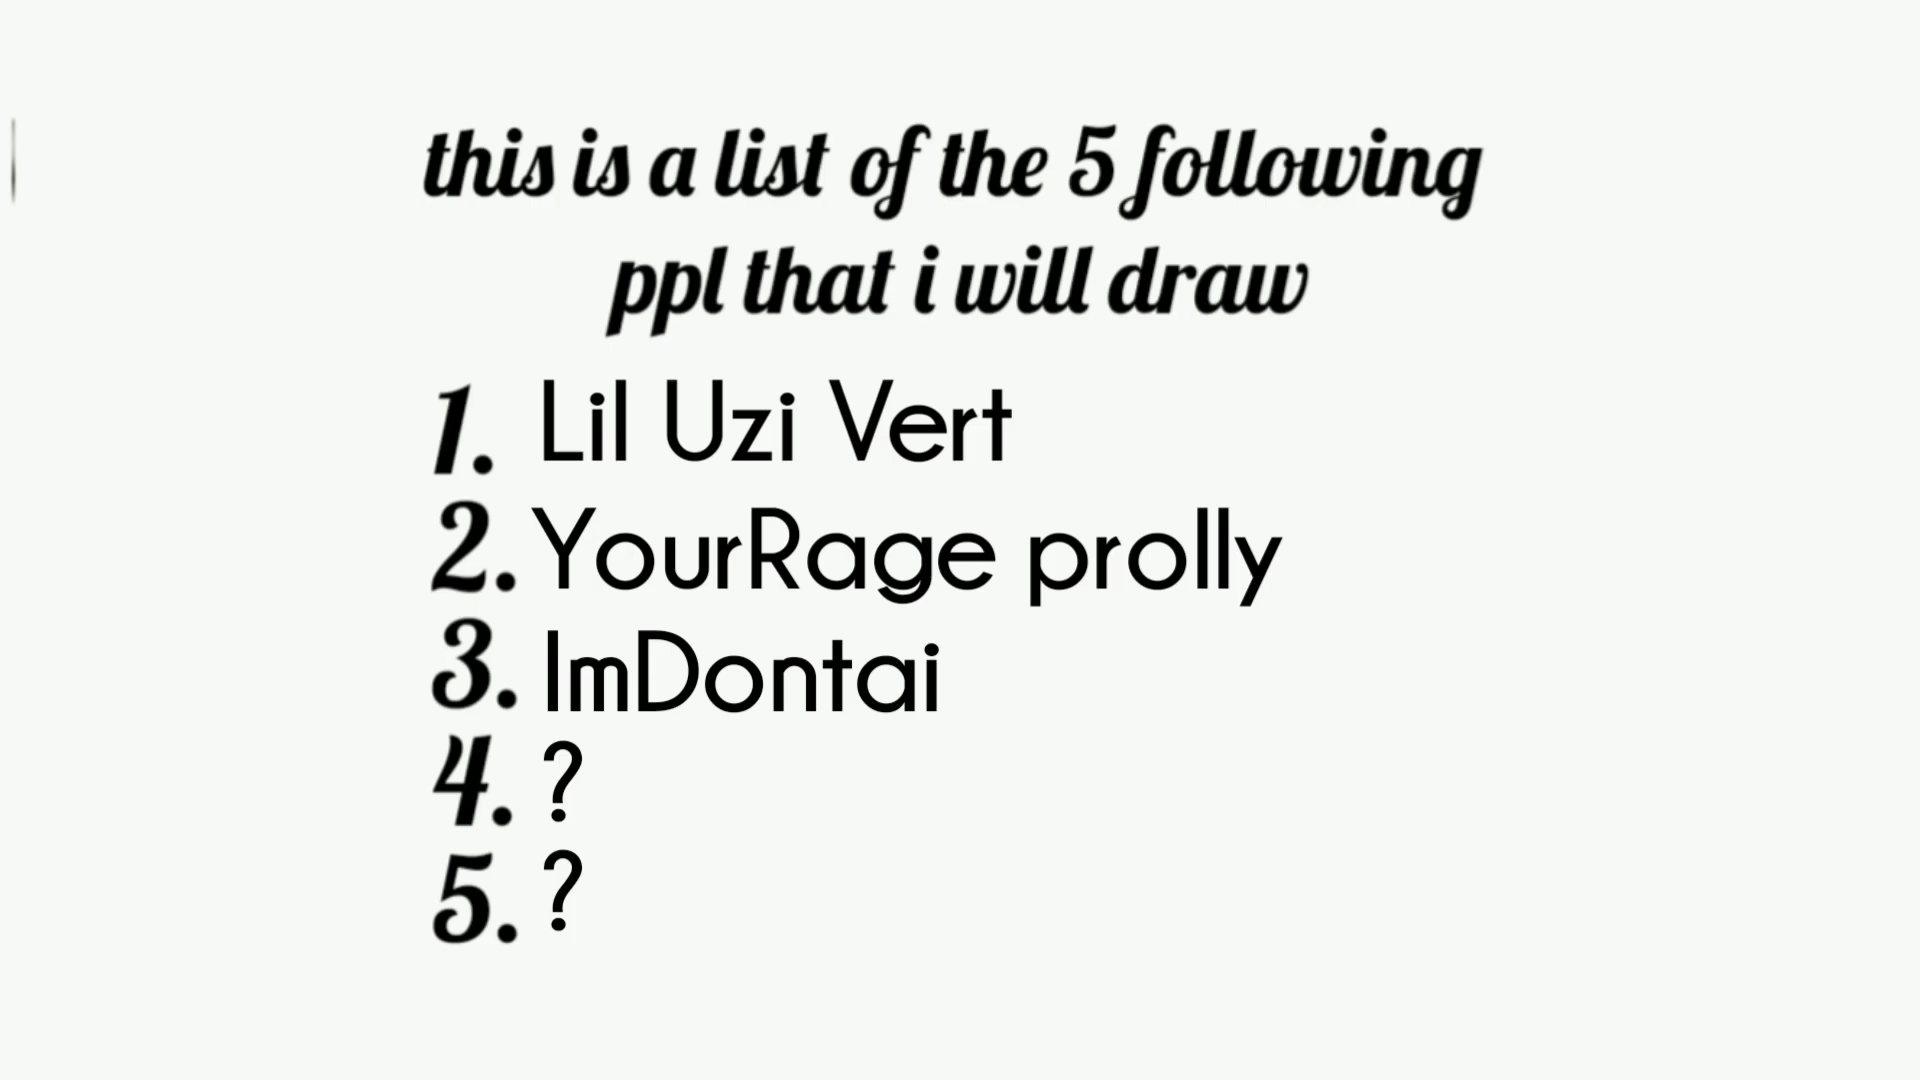 this is a list of the 5 following
ppl that i will draw
1. Lil Uzi Vert
2. YourRage prolly
3. ImDontai
4. ?
5. ?